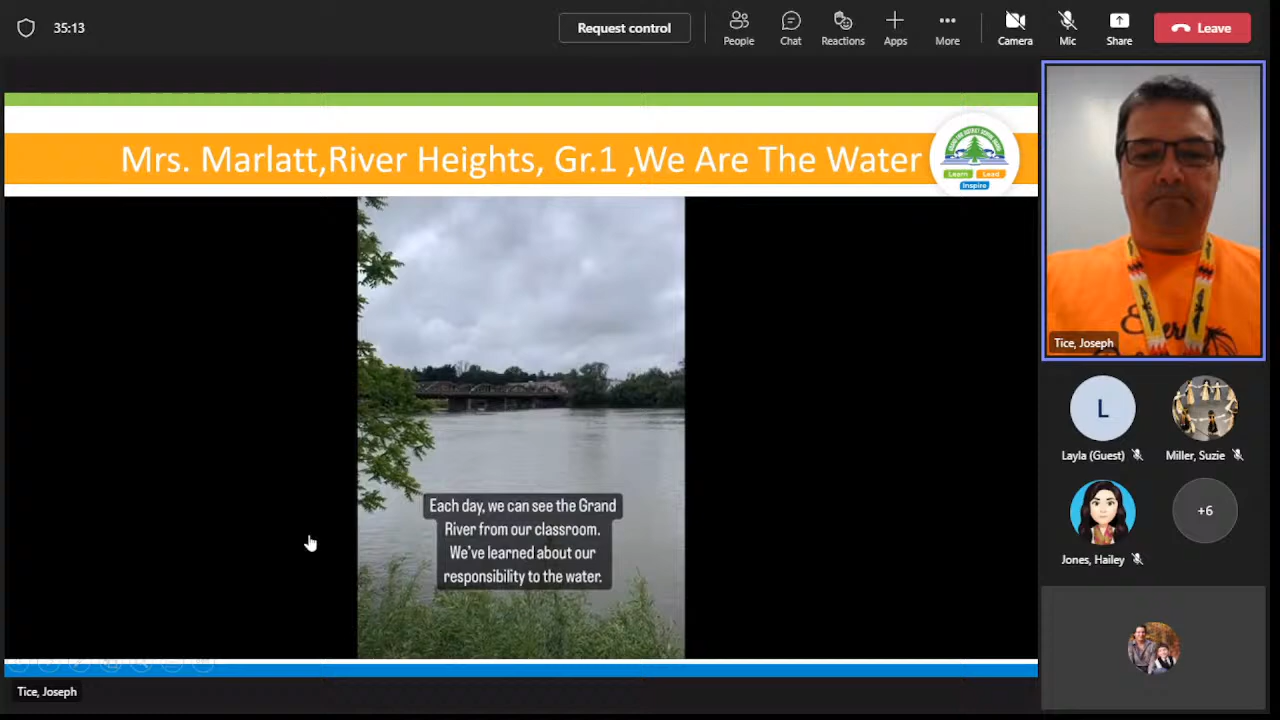 35:13
Request control
People
Chat
Reactions
Apps
More
Camera
Mic
Share
Leave
Mrs. Marlatt,River Heights, Gr.1 ,We Are The Water
Learn
Lead
Inspire
Each day, we can see the Grand
River from our classroom.
We've learned about our
responsibility to the water.
Tice, Joseph
Tice, Joseph
L
Layla (Guest)
Miller, Suzie
Jones, Hailey
+6